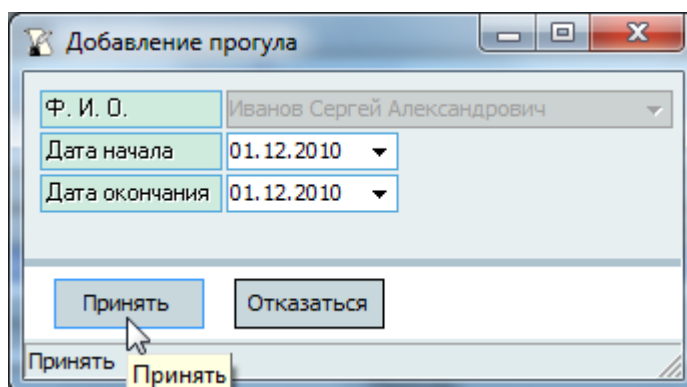 Добавление прогула
Ф. И. О. Иванов Сергей Александрович
Дата начала 01.12.2010
Дата окончания 01.12.2010
Принять Отказаться
Принять
Принять